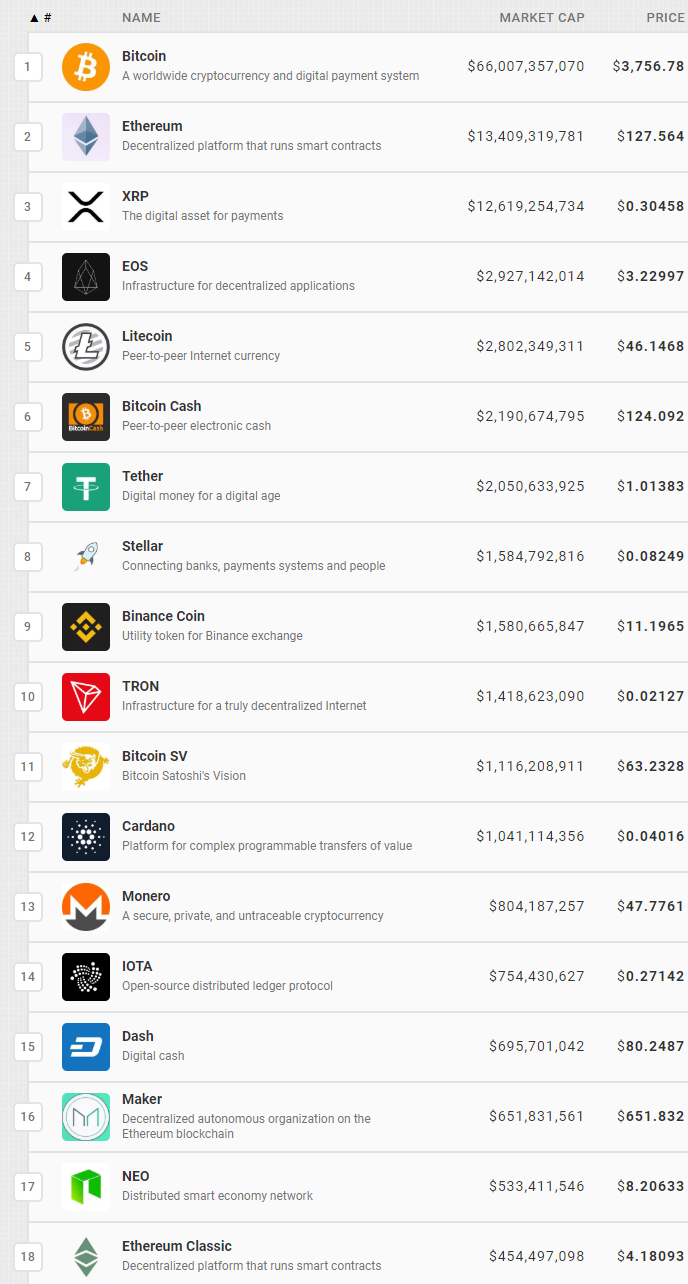 ▲ # NAME MARKET CAP PRICE
1 Bitcoin $66,007,357,070 $3,756.78
A worldwide cryptocurrency and digital payment system
2 Ethereum $13,409,319,781 $127.564
Decentralized platform that runs smart contracts
3 XRP $12,619,254,734 $0.30458
The digital asset for payments
4 EOS $2,927,142,014 $3.22997
Infrastructure for decentralized applications
5 Litecoin $2,802,349,311 $46.1468
Peer-to-peer Internet currency
6 Bitcoin Cash $2,190,674,795 $124.092
Peer-to-peer electronic cash
BitcoinCash
7 Tether $2,050,633,925 $1.01383
Digital money for a digital age
8 Stellar $1,584,792,816 $0.08249
Connecting banks, payments systems and people
9 Binance Coin $1,580,665,847 $11.1965
Utility token for Binance exchange
10 TRON $1,418,623,090 $0.02127
Infrastructure for a truly decentralized Internet
11 Bitcoin SV $1,116,208,911 $63.2328
Bitcoin Satoshi's Vision
12 Cardano $1,041,114,356 $0.04016
Platform for complex programmable transfers of value
13 Monero $804,187,257 $47.7761
A secure, private, and untraceable cryptocurrency
14 IOTA $754,430,627 $0.27142
Open-source distributed ledger protocol
15 Dash $695,701,042 $80.2487
Digital cash
16 Maker $651,831,561 $651.832
Decentralized autonomous organization on the
Ethereum blockchain
17 NEO $533,411,546 $8.20633
Distributed smart economy network
18 Ethereum Classic $454,497,098 $4.18093
Decentralized platform that runs smart contracts